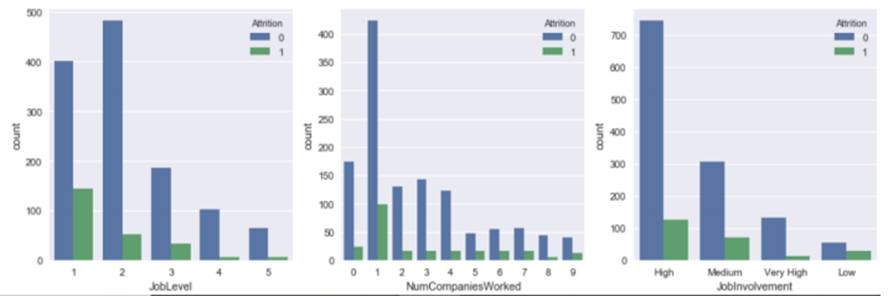 Attrition
0
1
500
400
300
200
100
0
count
1 2 3 4 5
JobLevel
Attrition
0
1
400
350
300
250
200
150
100
50
0
count
0 1 2 3 4 5 6 7 8 9
NumCompaniesWorked
Attrition
0
1
700
600
500
400
300
200
100
0
count
High Medium Very High Low
JobInvolvement